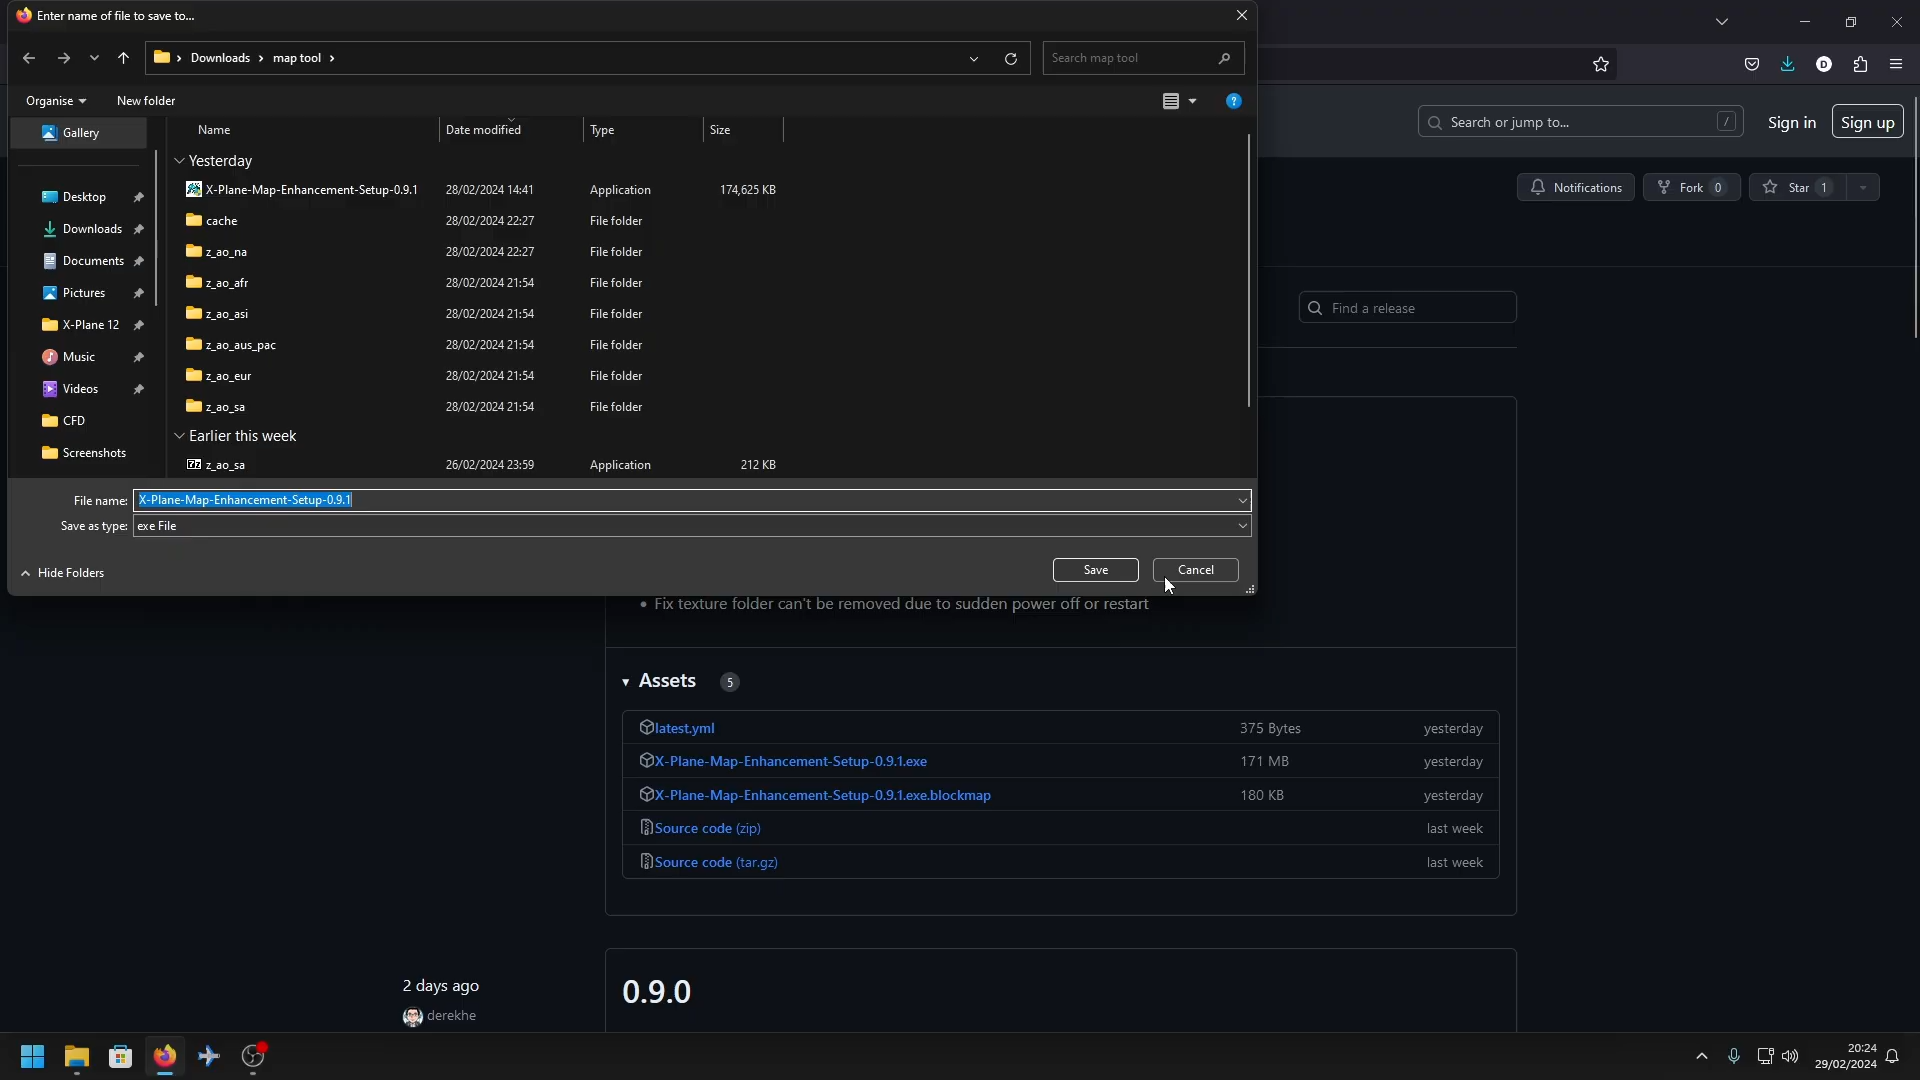 Enter name of file to save to...
Downloads > map tool >
Search map tool
Organise
New folder
?
Gallery
Desktop
Downloads
Documents
Pictures
X-Plane 12
Music
Videos
CFD
Screenshots
Name Date modified Type Size
Yesterday
X-Plane-Map-Enhancement-Setup-0.9.1 28/02/2024 14:41 Application 174,625 KB
cache 28/02/2024 22:27 File folder
z_ao_na 28/02/2024 22:27 File folder
z_ao_afr 28/02/2024 21:54 File folder
z_ao_asi 28/02/2024 21:54 File folder
z_ao_aus_pac 28/02/2024 21:54 File folder
z_ao_eur 28/02/2024 21:54 File folder
z_ao_sa 28/02/2024 21:54 File folder
Earlier this week
z_ao_sa 26/02/2024 23:59 Application 212 KB
File name: X-Plane-Map-Enhancement-Setup-0.9.1
Save as type: exe File
Hide Folders
Save
Cancel
D
Search or jump to... /
Sign in
Sign up
Notifications
Fork 0
Star 1
Find a release
• Fix texture folder can't be removed due to sudden power off or restart
Assets 5
latest.yml 375 Bytes yesterday
X-Plane-Map-Enhancement-Setup-0.9.1.exe 171 MB yesterday
X-Plane-Map-Enhancement-Setup-0.9.1.exe.blockmap 180 KB yesterday
Source code (zip) last week
Source code (tar.gz) last week
2 days ago
derekhe
0.9.0
20:24
29/02/2024